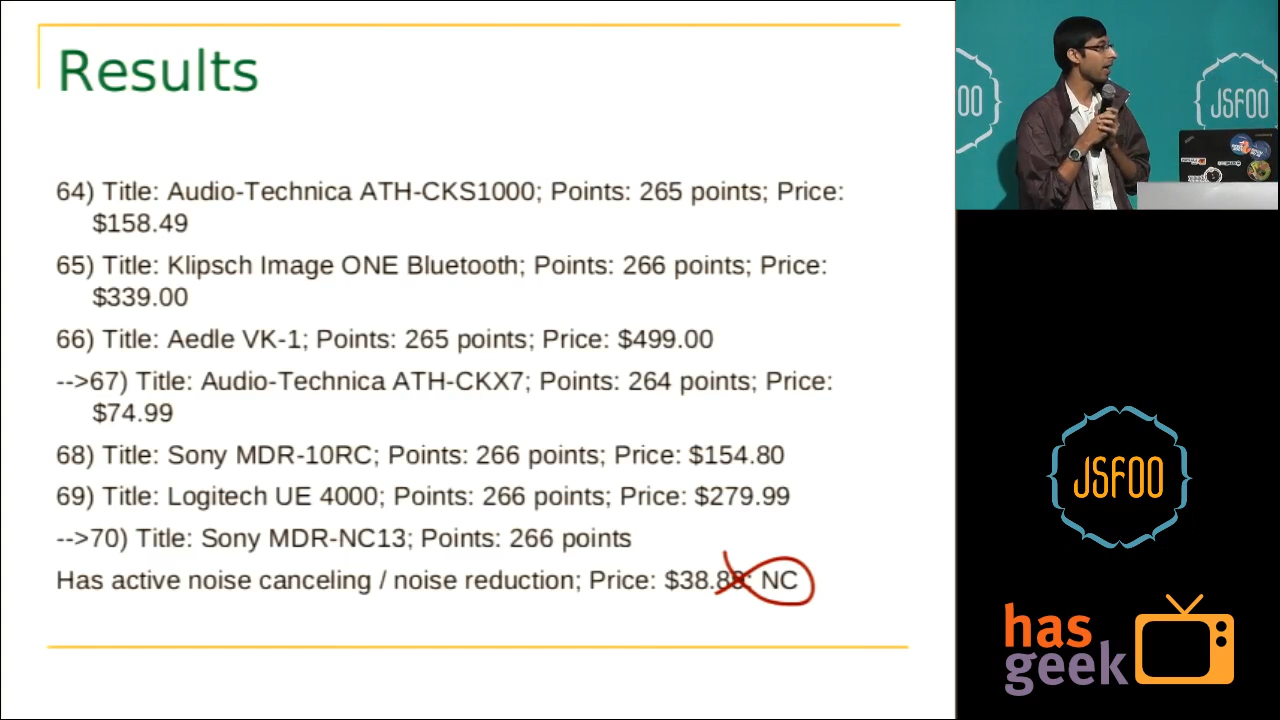 Results
64) Title: Audio-Technica ATH-CKS1000; Points: 265 points; Price:
$158.49
65) Title: Klipsch Image ONE Bluetooth; Points: 266 points; Price:
$339.00
66) Title: Aedle VK-1; Points: 265 points; Price: $499.00
-->67) Title: Audio-Technica ATH-CKX7; Points: 264 points; Price:
$74.99
68) Title: Sony MDR-10RC; Points: 266 points; Price: $154.80
69) Title: Logitech UE 4000; Points: 266 points; Price: $279.99
-->70) Title: Sony MDR-NC13; Points: 266 points
Has active noise canceling / noise reduction; Price: NC
JSFOO
JSFOO
has
geek